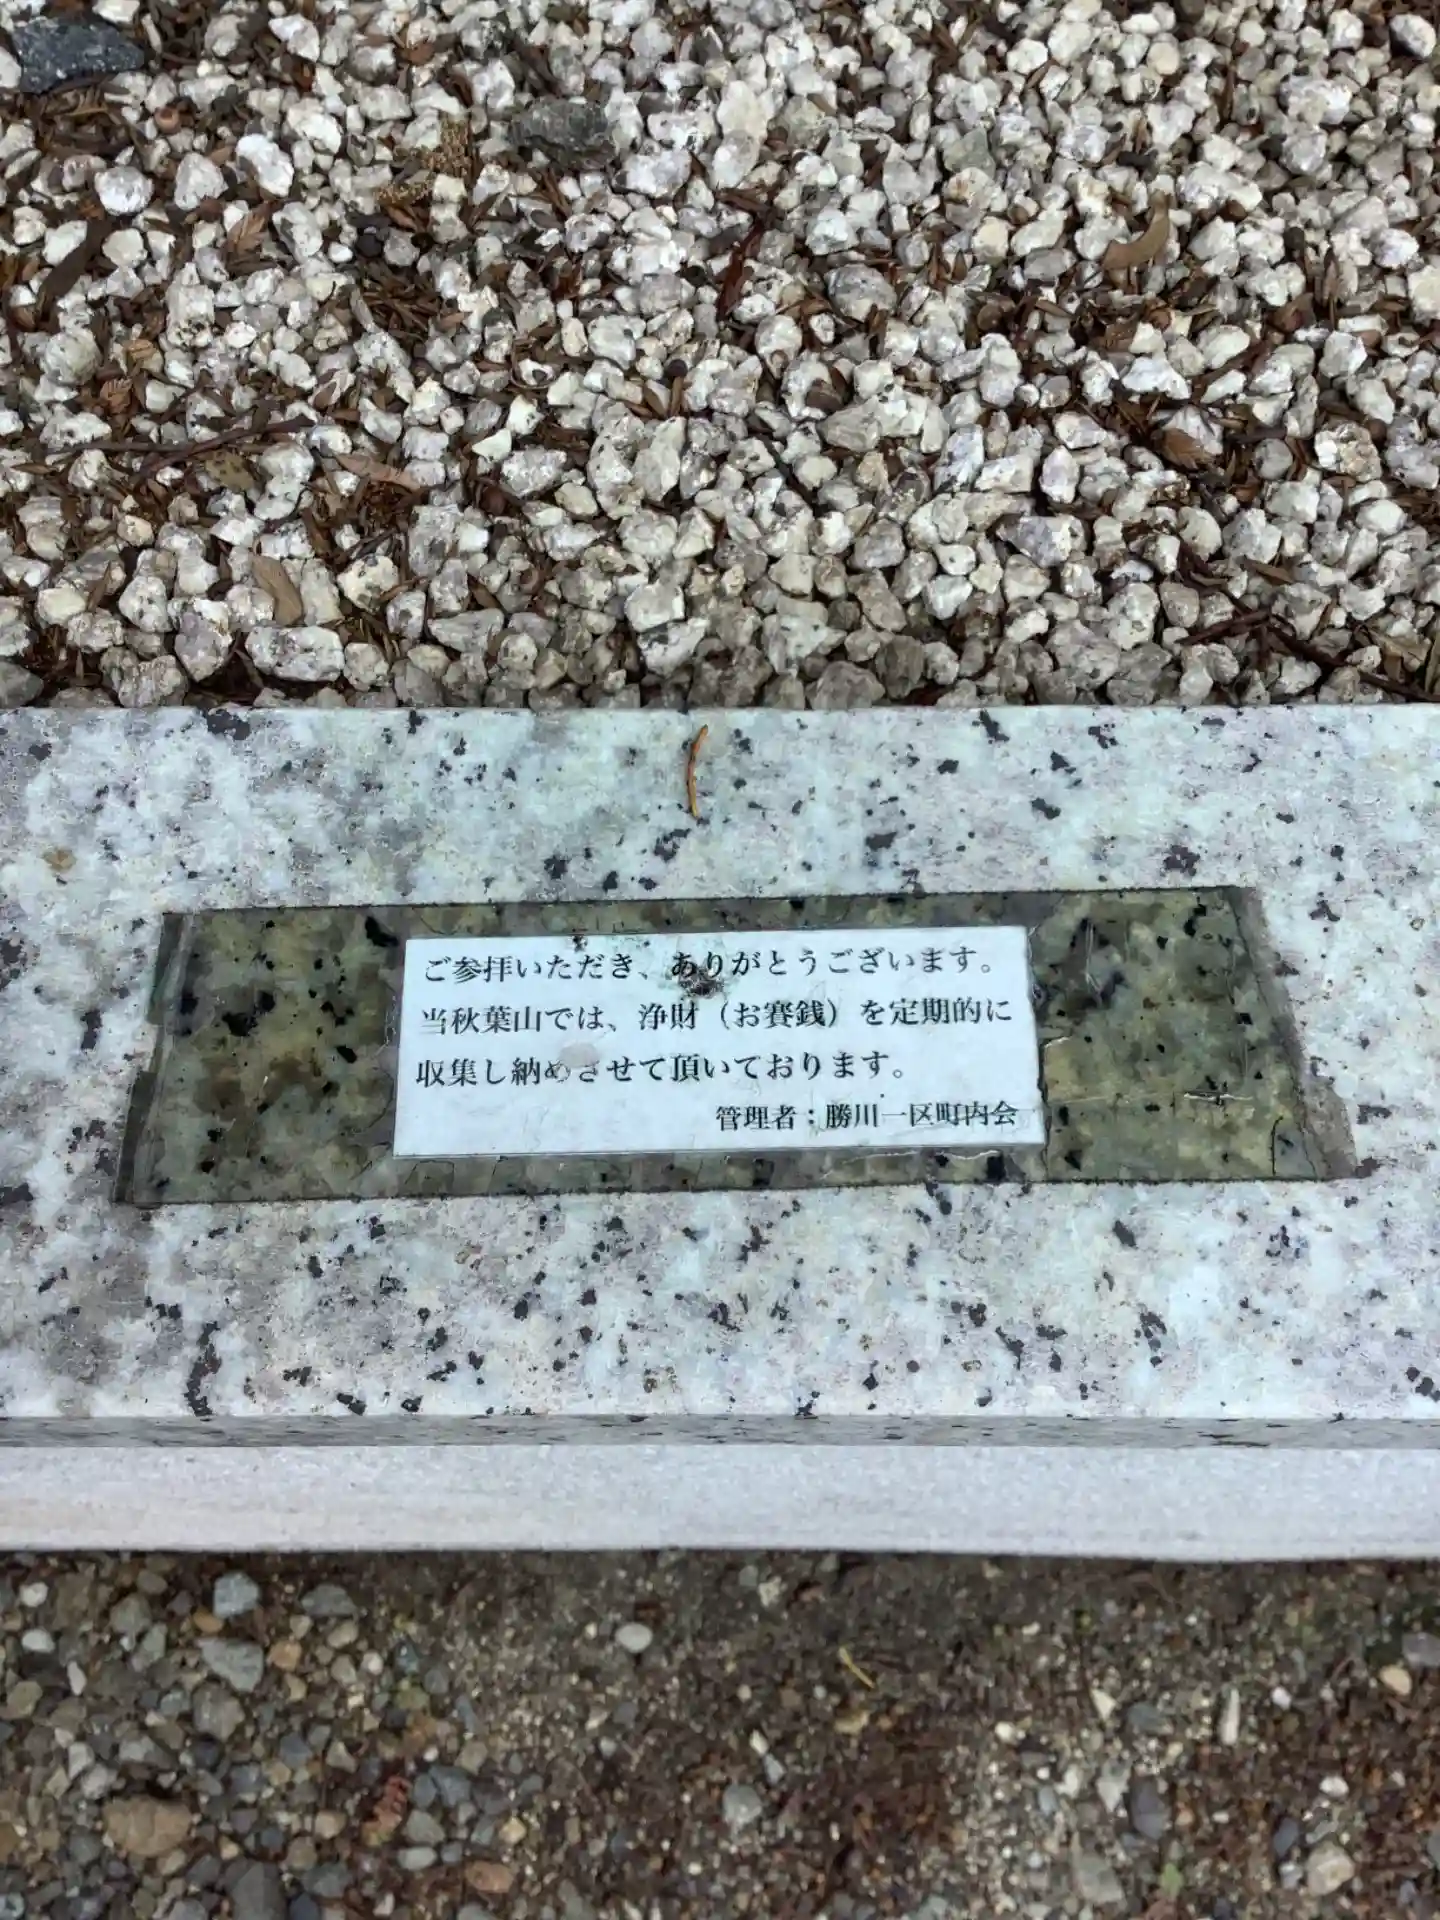 ご参拝いただき、ありがとうございます。
当秋葉山では、浄財（お賽銭）を定期的に
収集し納めさせて頂いております。
管理者：勝川一区町内会